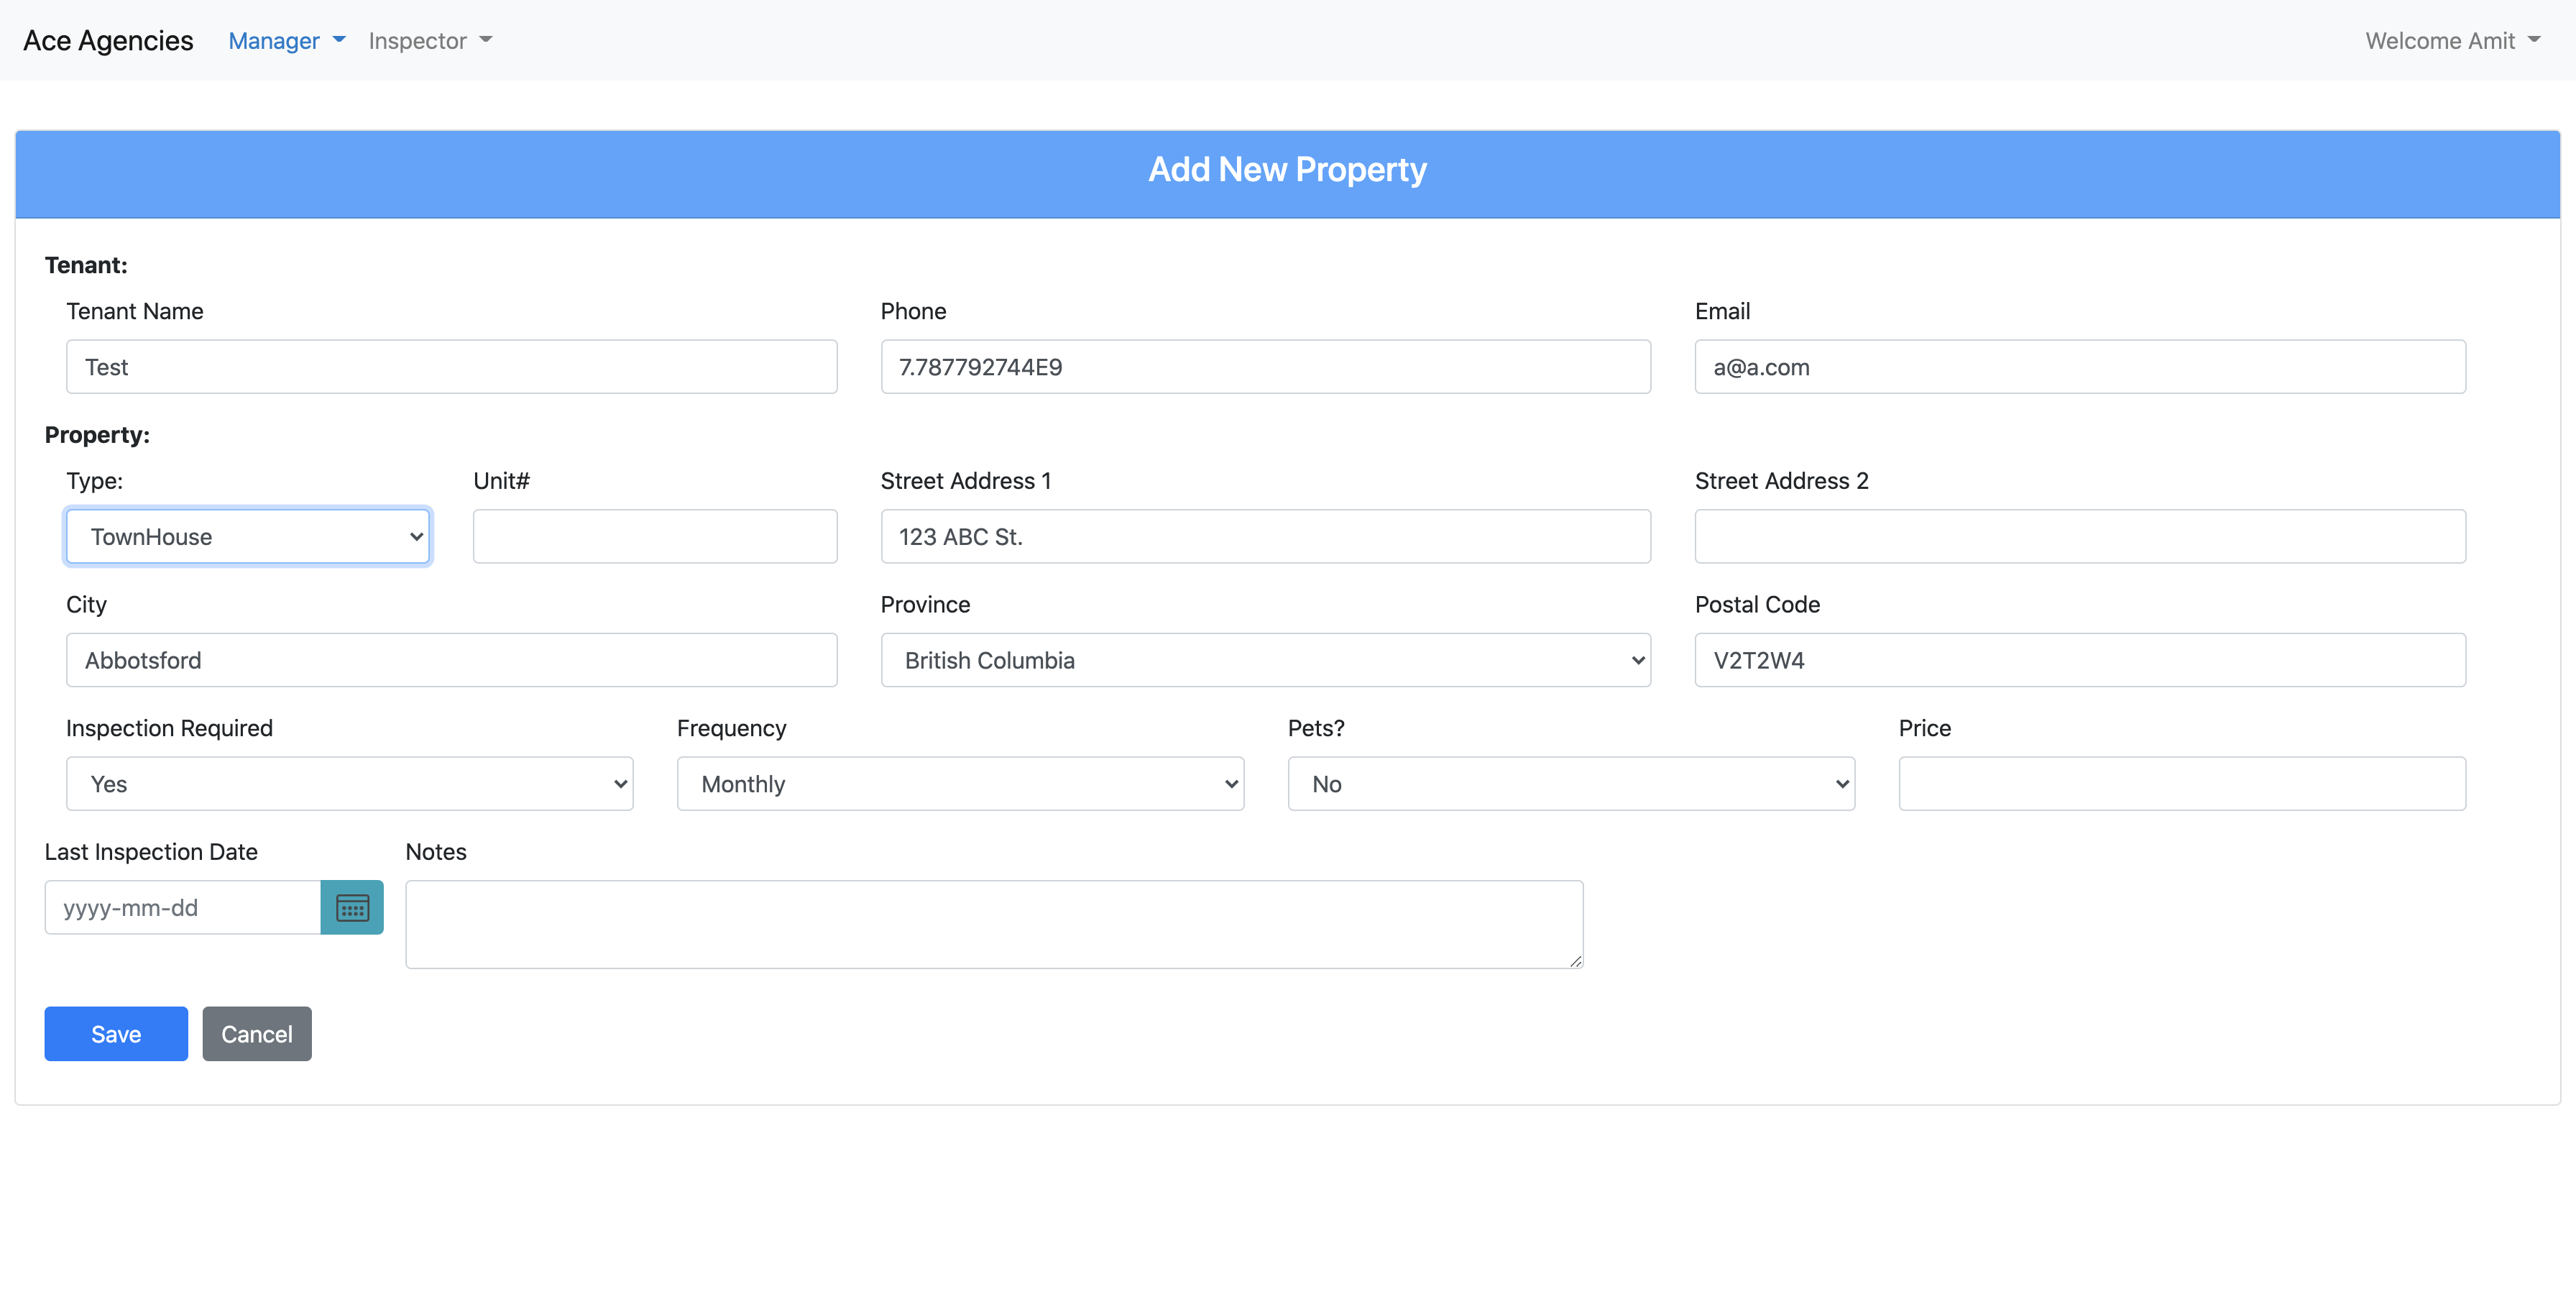 Ace Agencies Manager Inspector Welcome Amit
Add New Property
Tenant:
Tenant Name Phone Email
Test 7.787792744E9 a@a.com
Property:
Type: Unit# Street Address 1 Street Address 2
TownHouse 123 ABC St.
City Province Postal Code
Abbotsford British Columbia V2T2W4
Inspection Required Frequency Pets? Price
Yes Monthly No
Last Inspection Date Notes
yyyy-mm-dd
Save Cancel